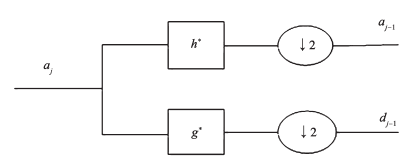 a_{j-1}
h* ↓2
a_j
d_{j-1}
g* ↓2